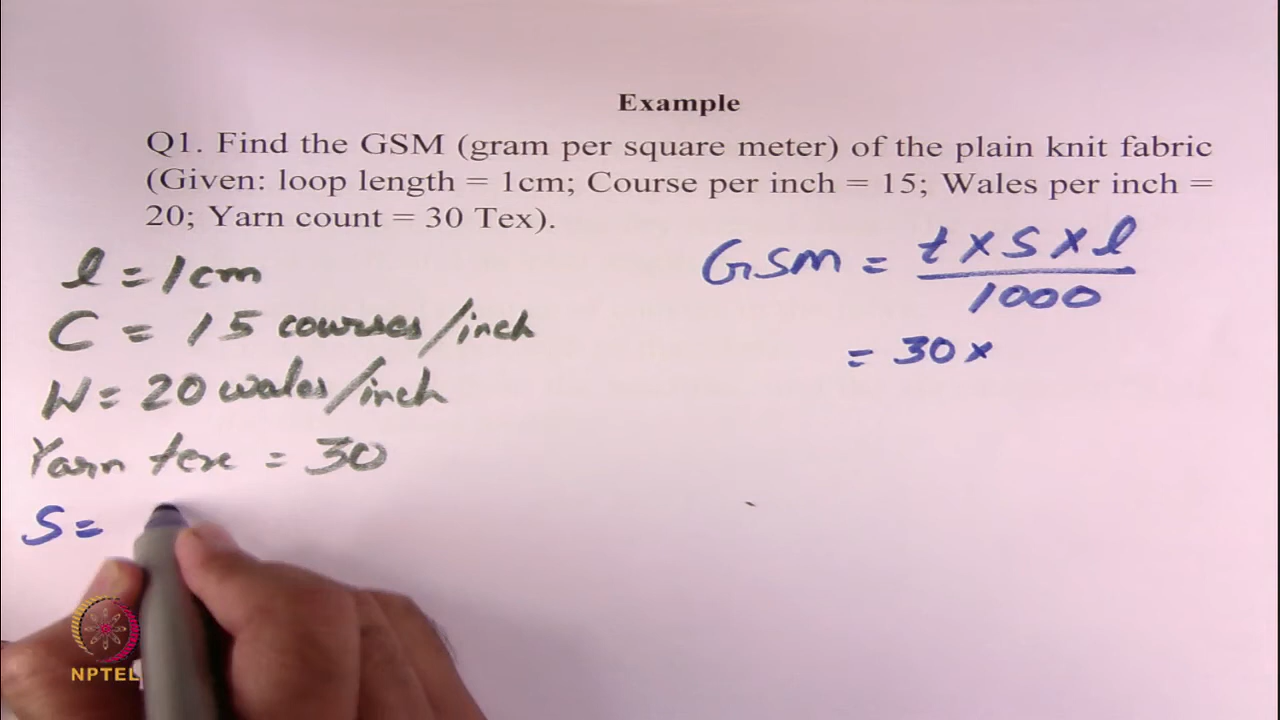 Example
Q1. Find the GSM (gram per square meter) of the plain knit fabric
(Given: loop length = 1cm; Course per inch = 15; Wales per inch =
20; Yarn count = 30 Tex).
l = 1 cm
C = 15 courses/inch
W = 20 wales/inch
Yarn tex = 30
S =
GSM = t × S × l
1000
= 30 ×
NPTEL